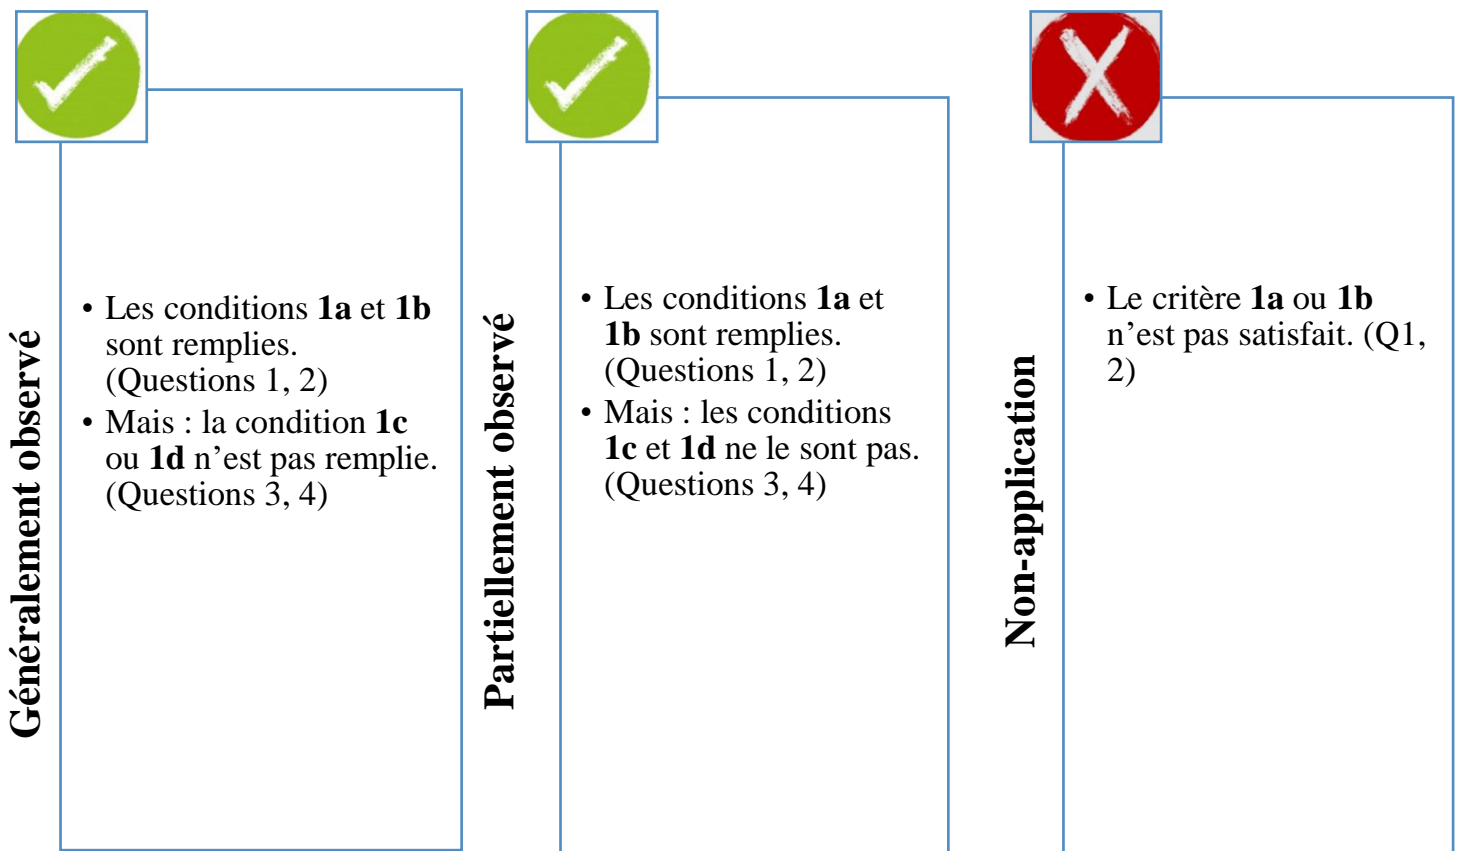 Généralement observé
• Les conditions 1a et 1b
sont remplies.
(Questions 1, 2)
• Mais : la condition 1c
ou 1d n’est pas remplie.
(Questions 3, 4)
Partiellement observé
• Les conditions 1a et
1b sont remplies.
(Questions 1, 2)
• Mais : les conditions
1c et 1d ne le sont pas.
(Questions 3, 4)
Non-application
• Le critère 1a ou 1b
n’est pas satisfait. (Q1,
2)